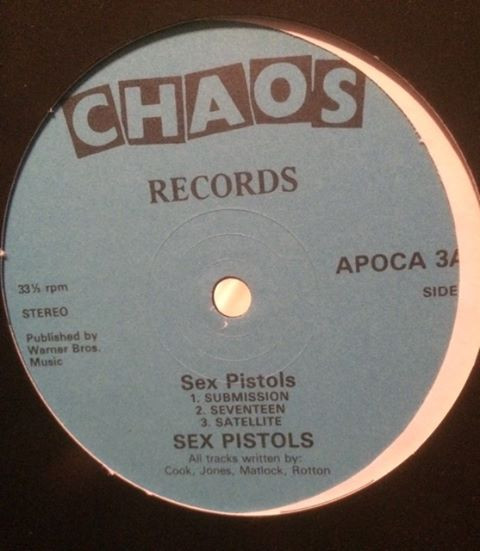 CHAOS
RECORDS
APOCA 3A
33⅓ rpm
SIDE
STEREO
Published by
Warner Bros.
Music
Sex Pistols
1. SUBMISSION
2. SEVENTEEN
3. SATELLITE
SEX PISTOLS
All tracks written by:
Cook, Jones, Matlock, Rotton